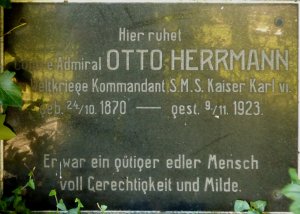 Hier ruhet
Admiral OTTO HERRMANN
Weltkriege Kommandant S.M.S. Kaiser Karl VI.
geb. 24/10. 1870 — gest. 9/11. 1923.
Er war ein gütiger edler Mensch
voll Gerechtigkeit und Milde.